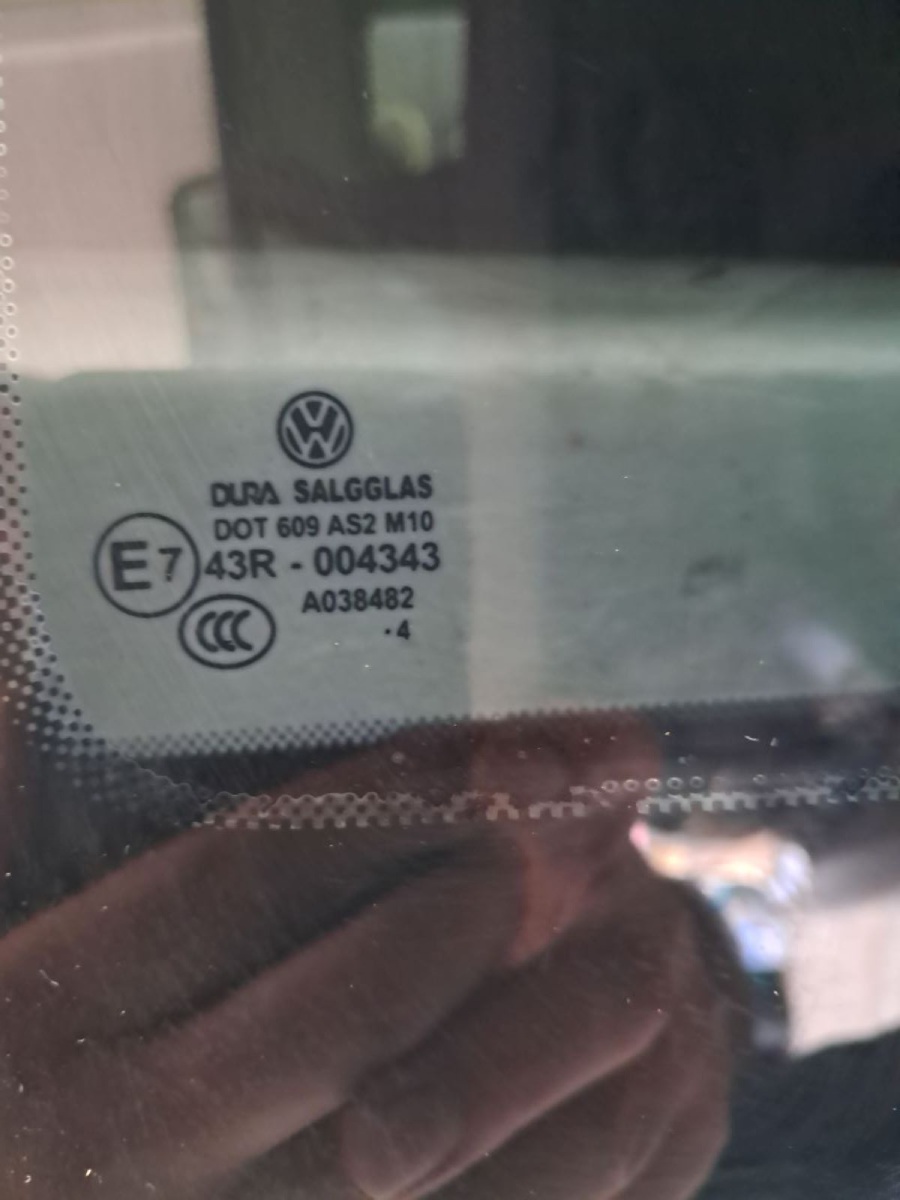 VW
DURA SALGGLAS
DOT 609 AS2 M10
E7 43R - 004343
CCC A038482
·4